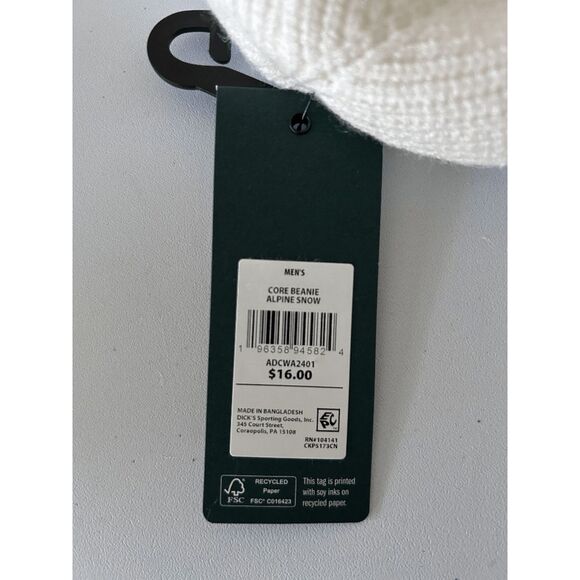 MEN'S
CORE BEANIE
ALPINE SNOW
1 96358 94582 4
ADCWA2401
$16.00
MADE IN BANGLADESH
DICK'S Sporting Goods, Inc.
345 Court Street,
Coraopolis, PA 15108
RN#104141
CKPS173CN
RECYCLED
Paper
FSC® C016423
FSC
This tag is printed
with soy inks on
recycled paper.